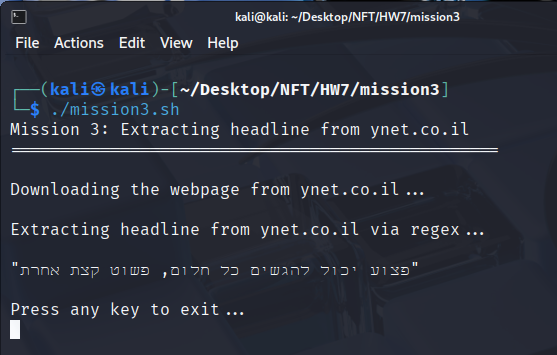 kali@kali: ~/Desktop/NFT/HW7/mission3
File Actions Edit View Help
┌──(kali㉿kali)-[~/Desktop/NFT/HW7/mission3]
└─$ ./mission3.sh
Mission 3: Extracting headline from ynet.co.il
=================================================
Downloading the webpage from ynet.co.il...
Extracting headline from ynet.co.il via regex...
"פצוע יכול להגשים כל חלום, פשוט קצת אחרת"
Press any key to exit...